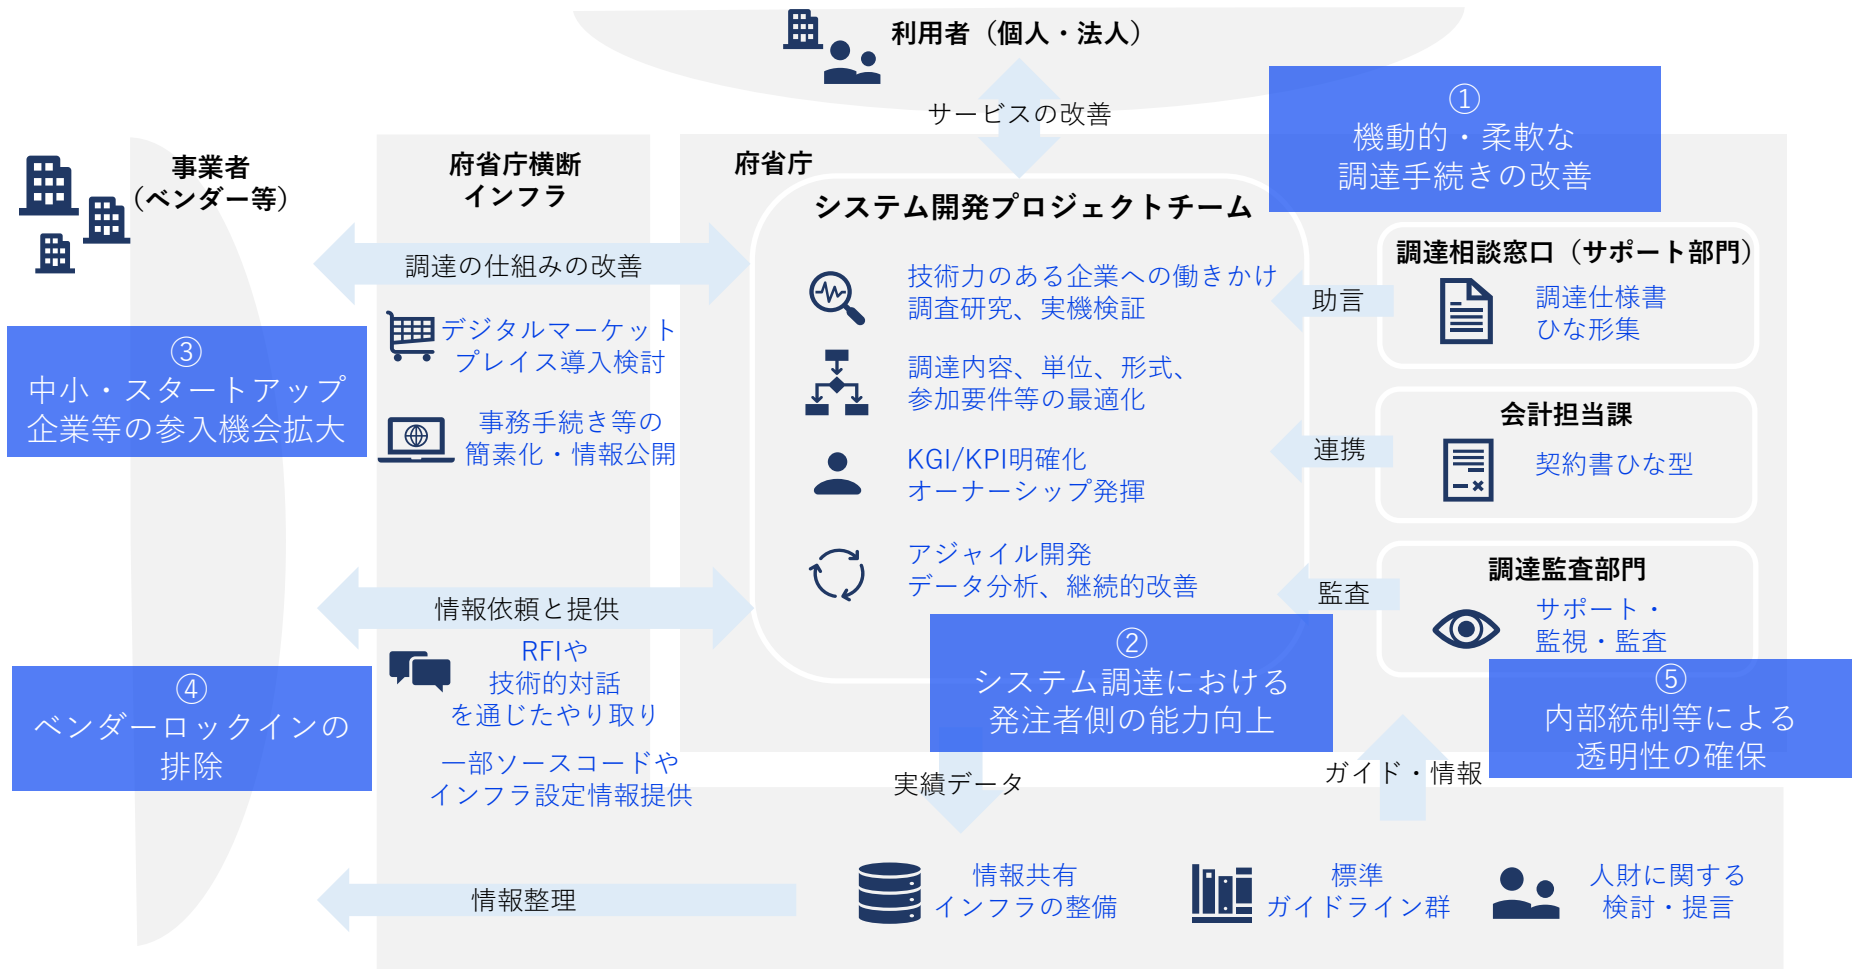 利用者（個人・法人）
サービスの改善
①
機動的・柔軟な
調達手続きの改善
事業者
（ベンダー等）
府省庁横断
インフラ
府省庁
システム開発プロジェクトチーム
調達の仕組みの改善
デジタルマーケット
プレイス導入検討
事務手続き等の
簡素化・情報公開
③
中小・スタートアップ
企業等の参入機会拡大
技術力のある企業への働きかけ
調査研究、実機検証
調達内容、単位、形式、
参加要件等の最適化
KGI/KPI明確化
オーナーシップ発揮
アジャイル開発
データ分析、継続的改善
助言
調達相談窓口（サポート部門）
調達仕様書
ひな形集
連携
会計担当課
契約書ひな型
監査
調達監査部門
サポート・
監視・監査
情報依頼と提供
RFIや
技術的対話
を通じたやり取り
一部ソースコードや
インフラ設定情報提供
④
ベンダーロックインの
排除
②
システム調達における
発注者側の能力向上
⑤
内部統制等による
透明性の確保
実績データ
ガイド・情報
情報整理
情報共有
インフラの整備
標準
ガイドライン群
人財に関する
検討・提言